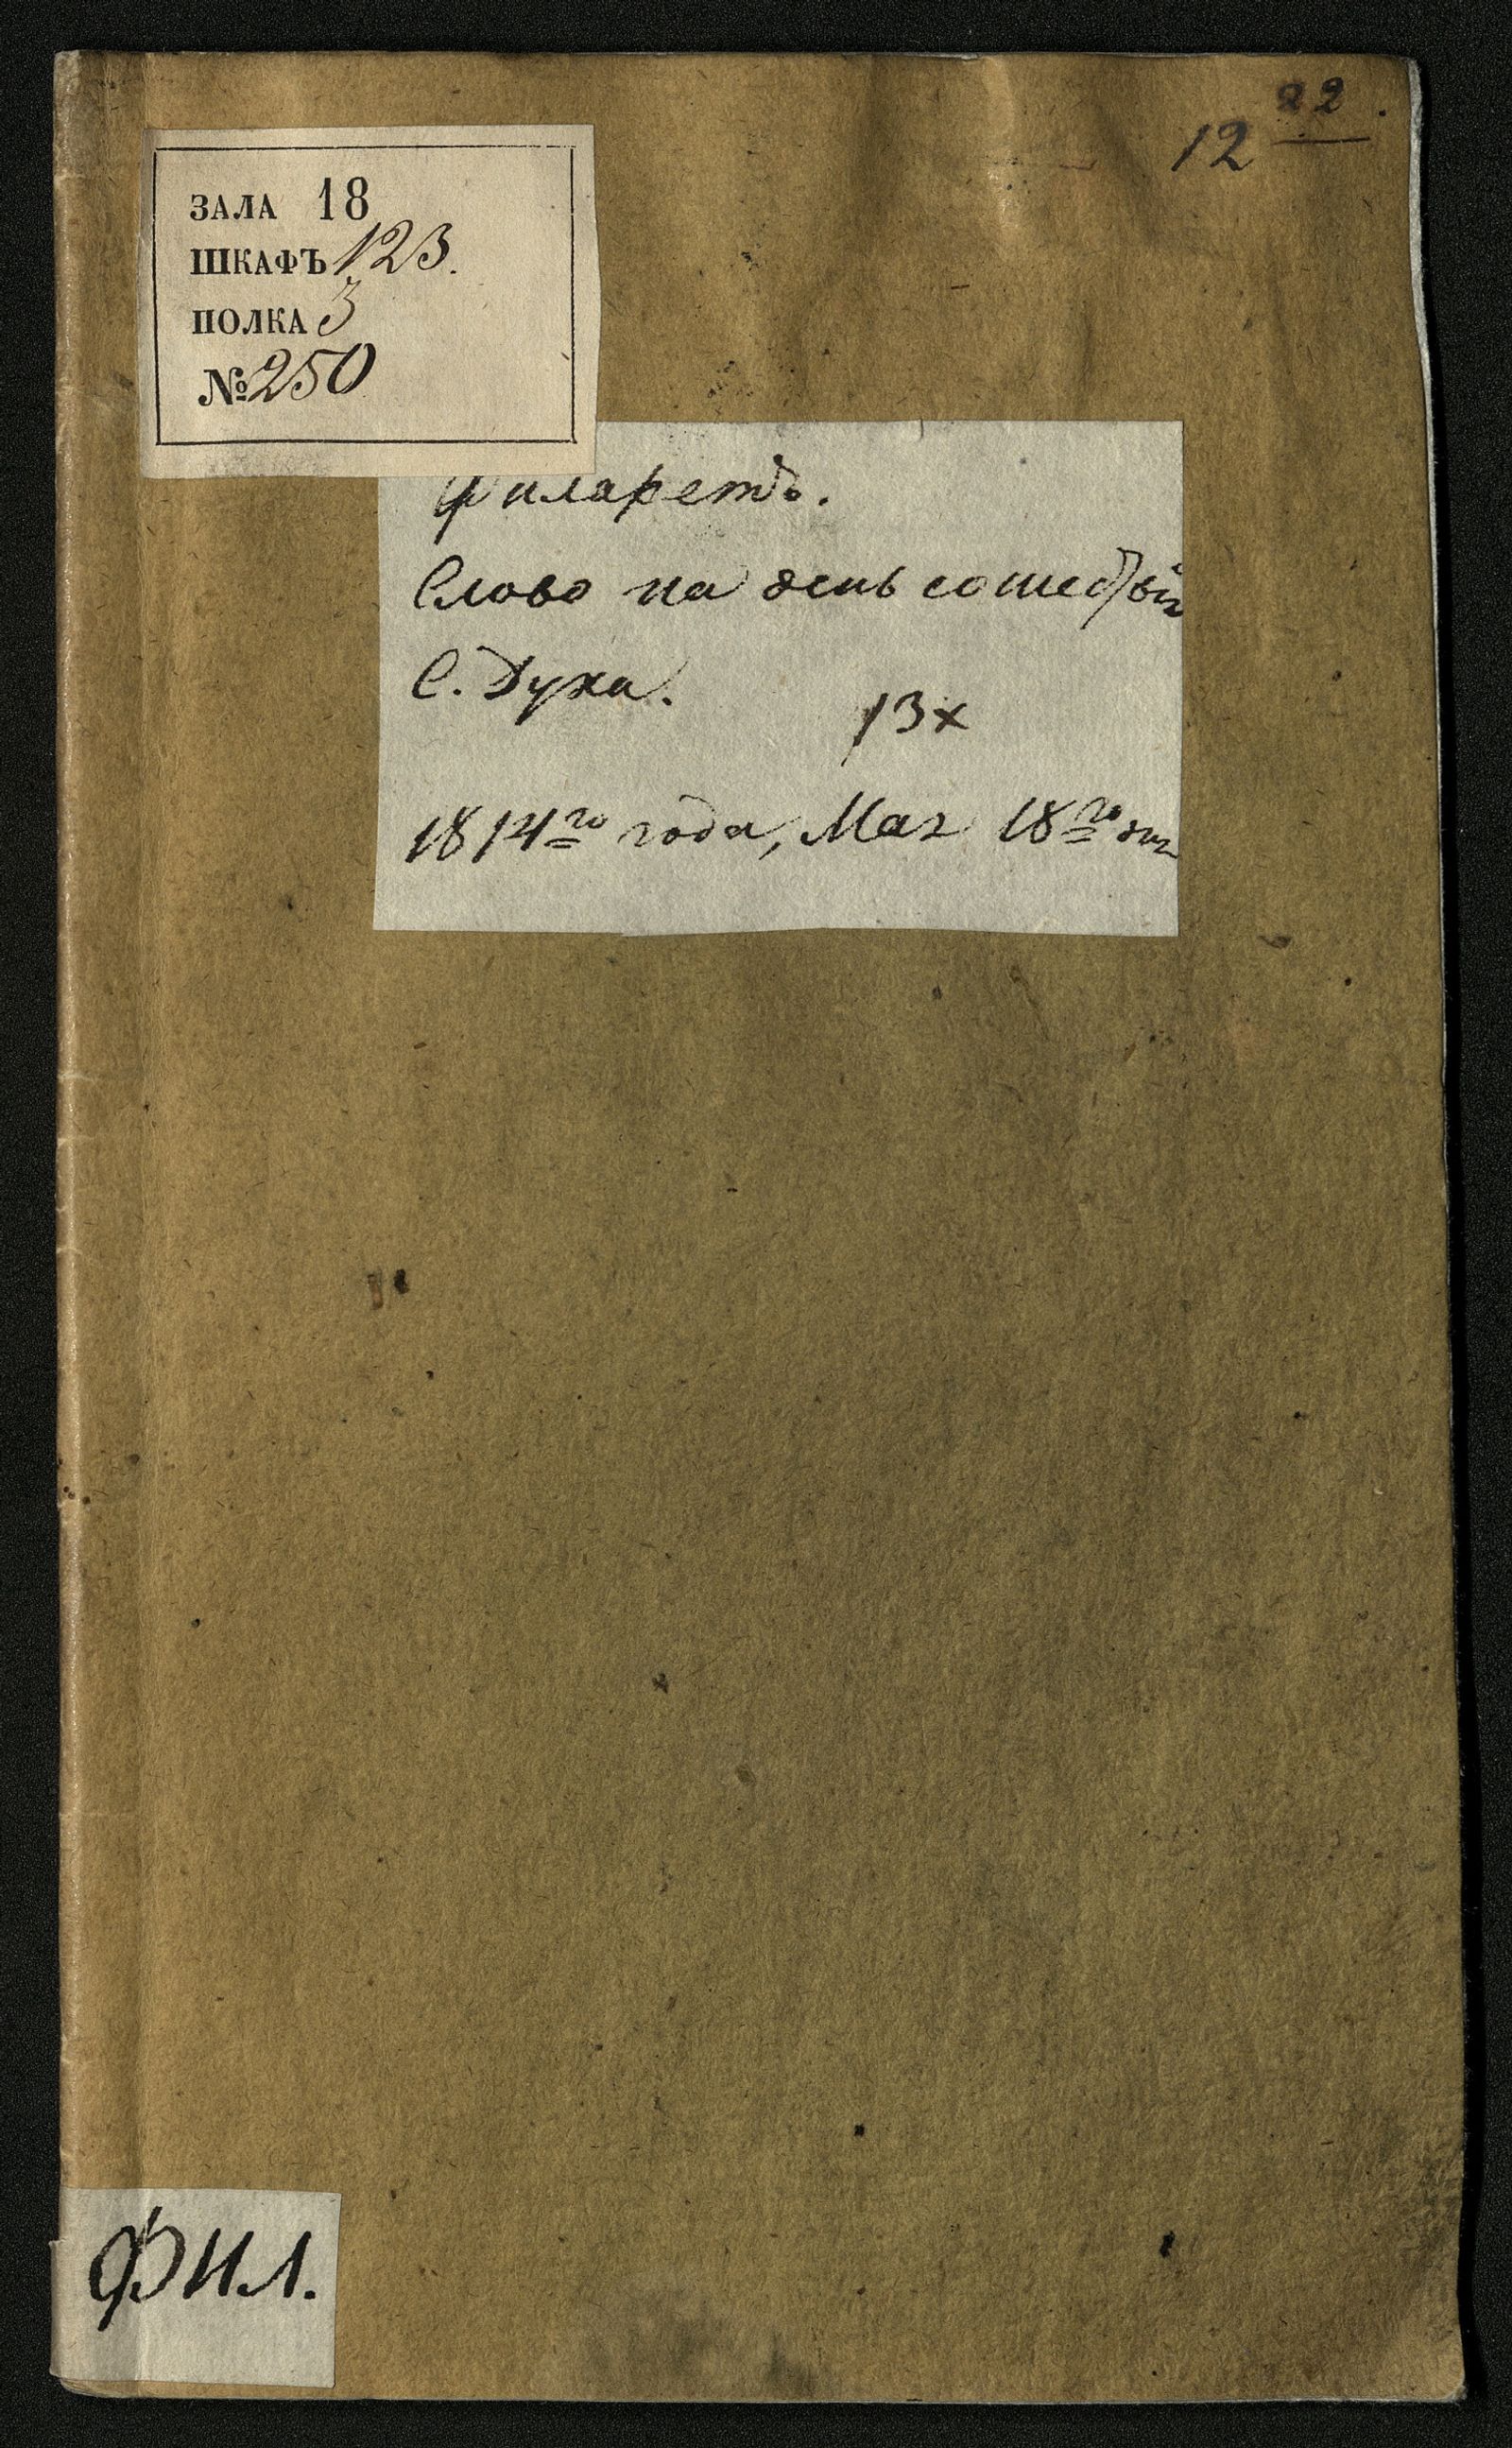 22.
12
ЗАЛА 18
ШКАФЪ 123.
ПОЛКА 3
№ 250
Филаретъ.
Слово на день сошествія
С. Духа.
13х
1814го года, Мая 18го дня
ФИЛ.